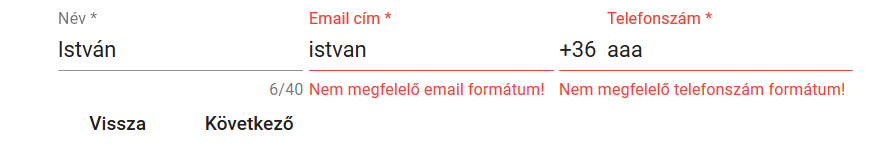 Név * Email cím * Telefonszám *
István istvan +36 aaa
6/40 Nem megfelelő email formátum! Nem megfelelő telefonszám formátum!
Vissza Következő